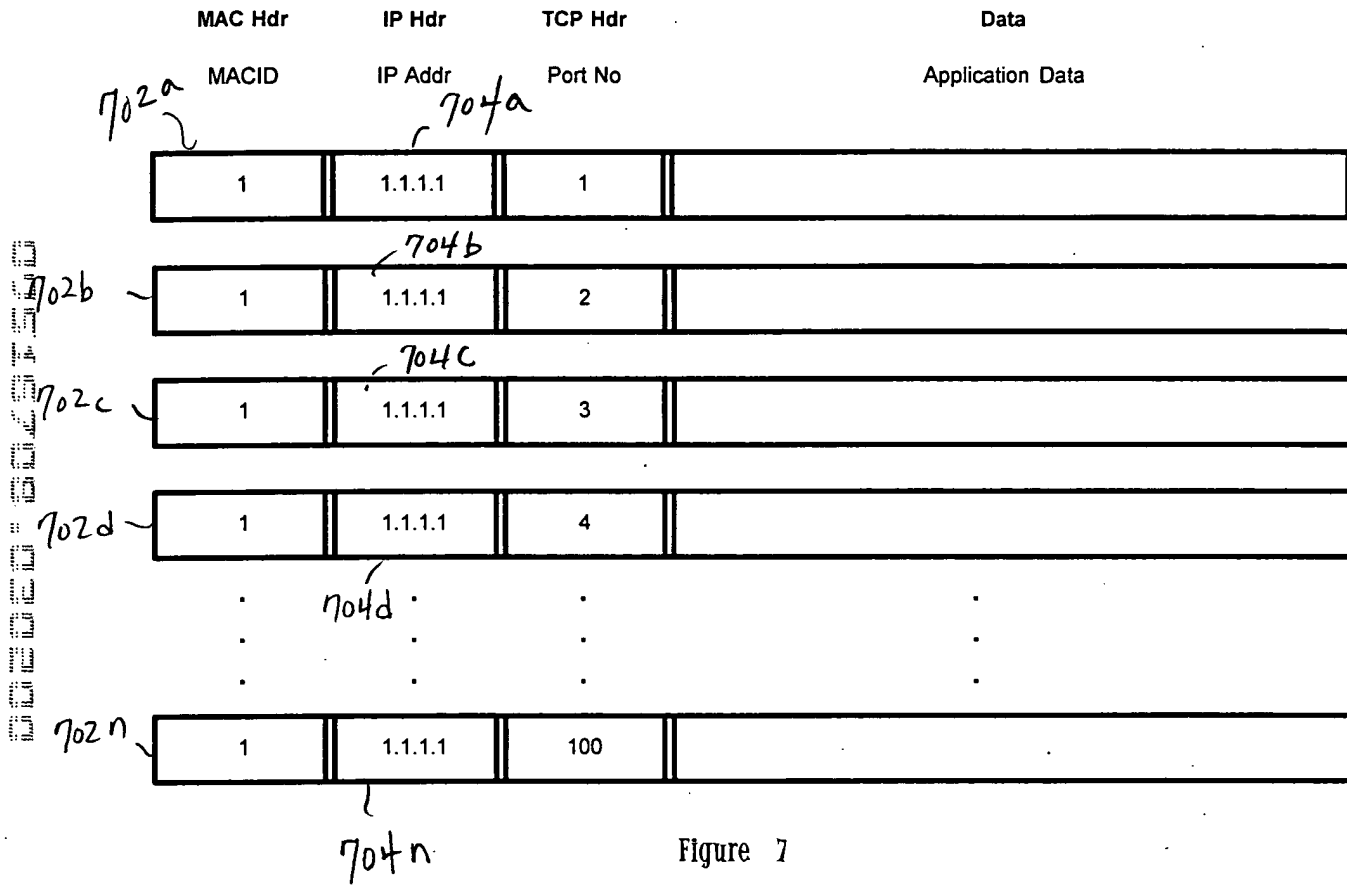 MAC Hdr IP Hdr TCP Hdr Data
MACID IP Addr Port No Application Data
702a 704a
1 1.1.1.1 1
704b
702b 1 1.1.1.1 2
704c
702c 1 1.1.1.1 3
702d 1 1.1.1.1 4
704d
702n 1 1.1.1.1 100
704n
Figure 7